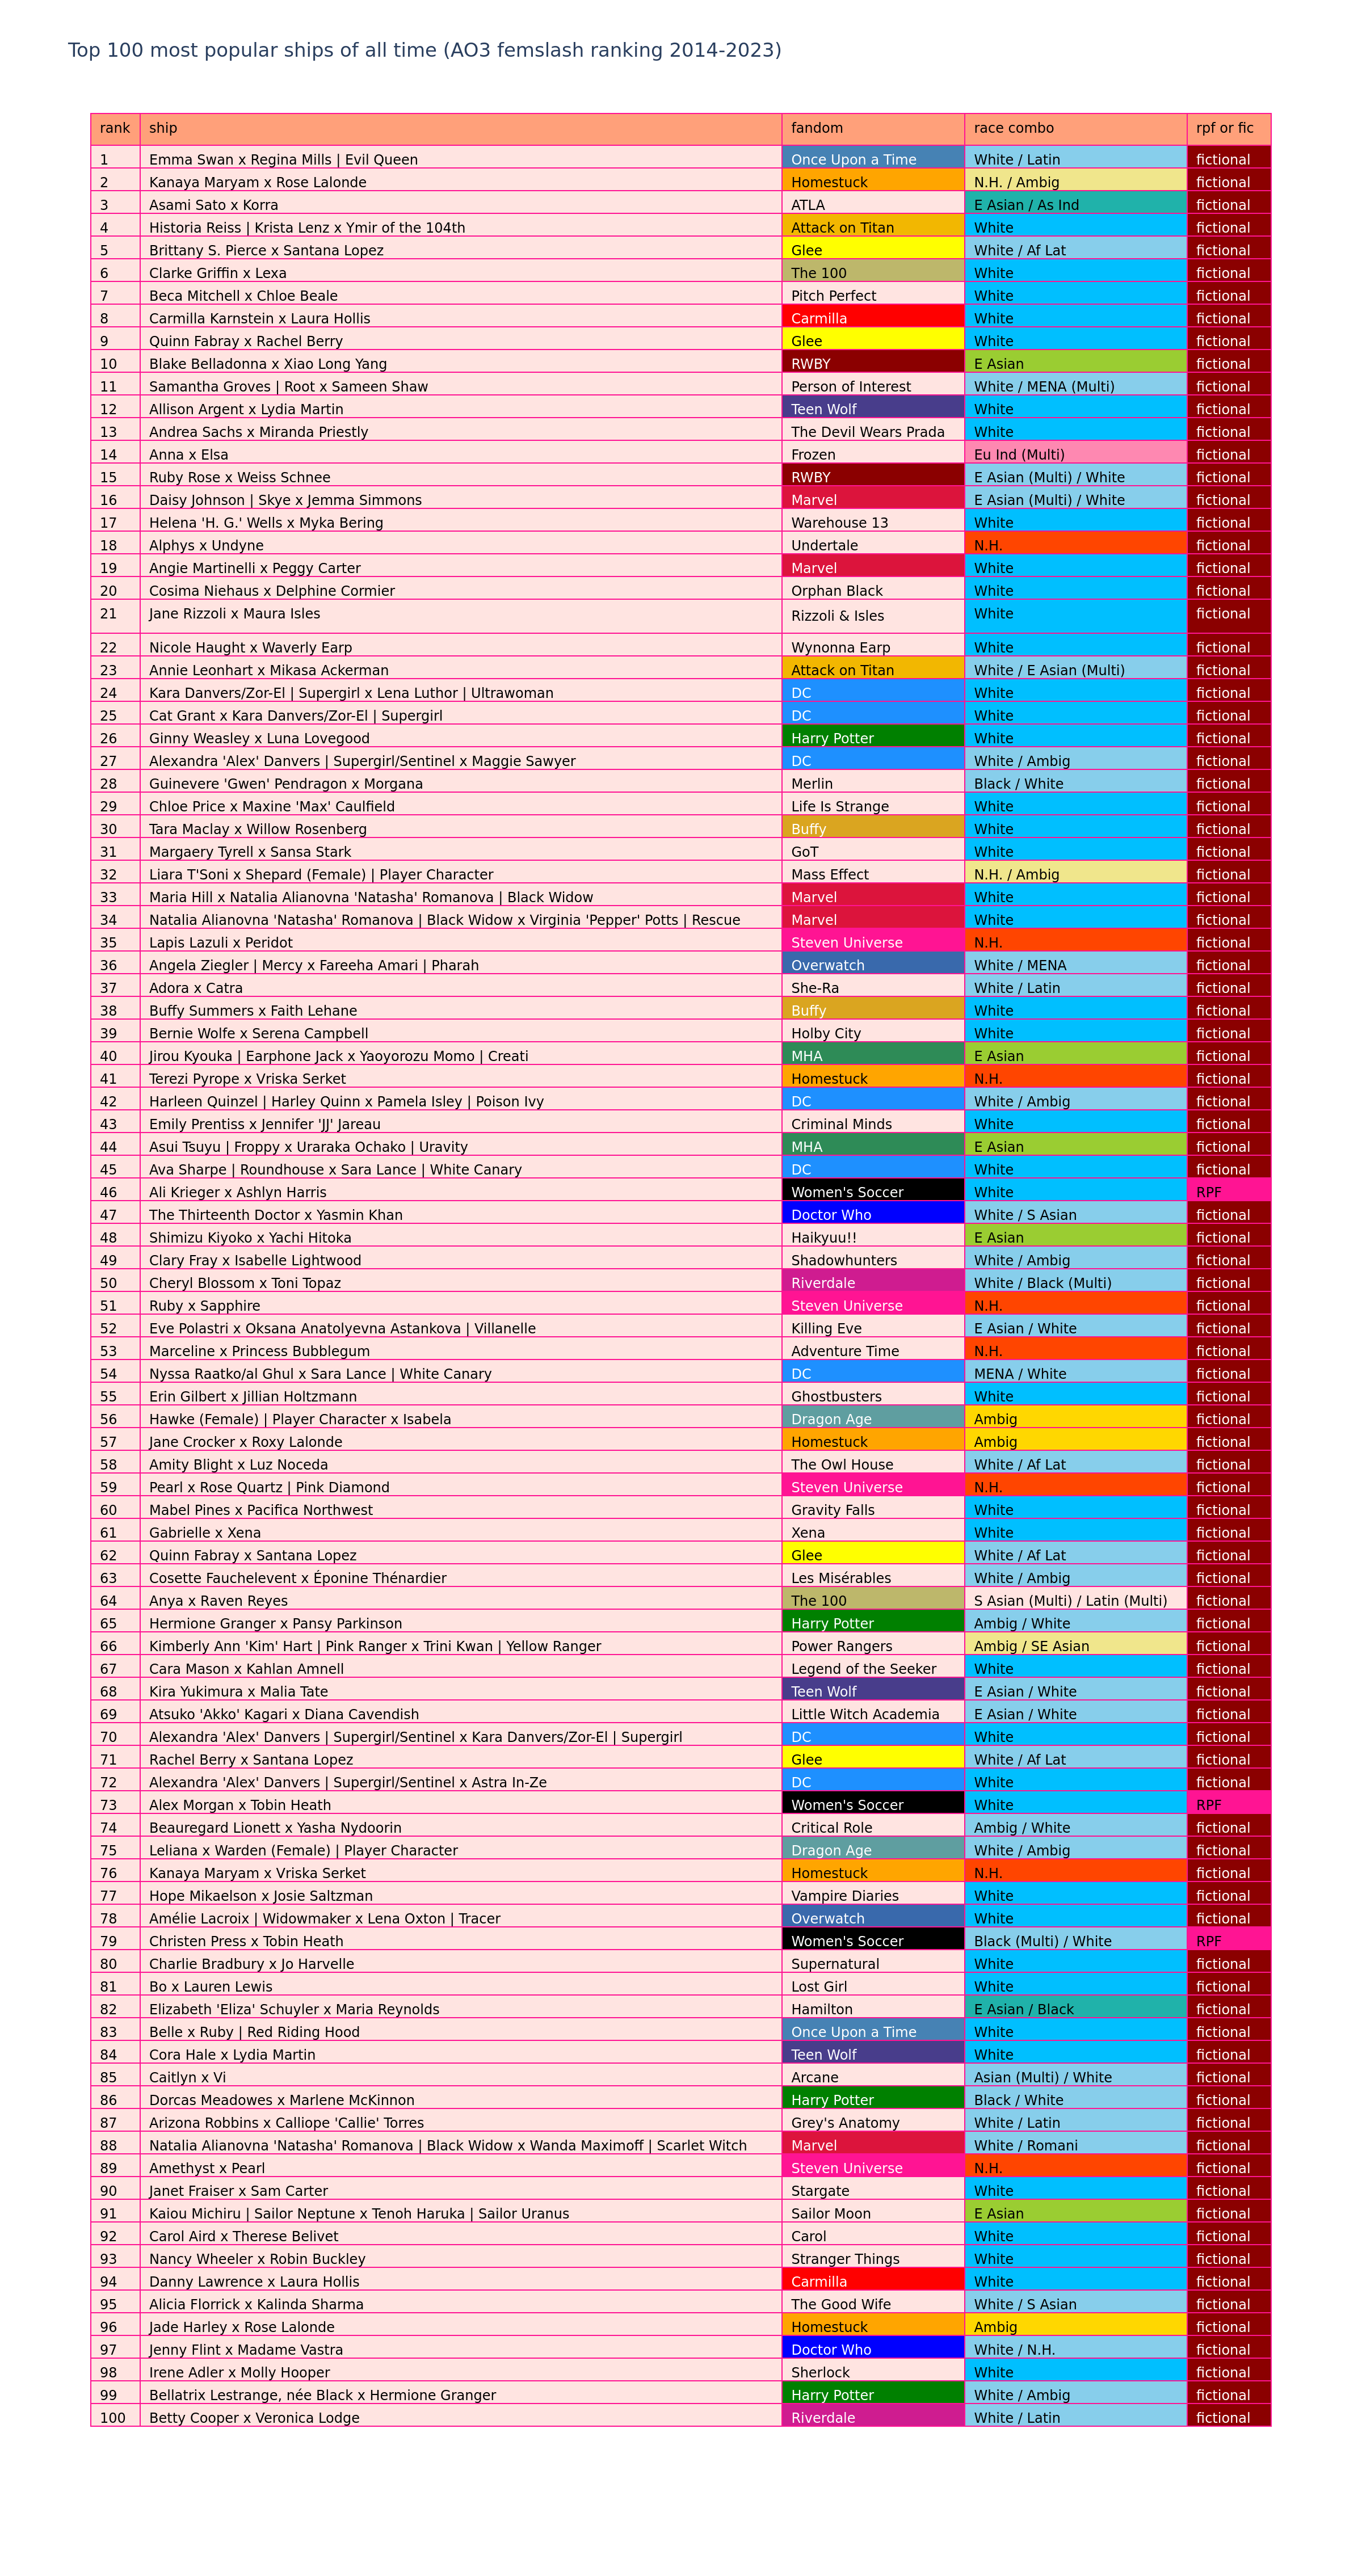 Top 100 most popular ships of all time (AO3 femslash ranking 2014-2023)
rank ship fandom race combo rpf or fic
1 Emma Swan x Regina Mills | Evil Queen Once Upon a Time White / Latin fictional
2 Kanaya Maryam x Rose Lalonde Homestuck N.H. / Ambig fictional
3 Asami Sato x Korra ATLA E Asian / As Ind fictional
4 Historia Reiss | Krista Lenz x Ymir of the 104th Attack on Titan White fictional
5 Brittany S. Pierce x Santana Lopez Glee White / Af Lat fictional
6 Clarke Griffin x Lexa The 100 White fictional
7 Beca Mitchell x Chloe Beale Pitch Perfect White fictional
8 Carmilla Karnstein x Laura Hollis Carmilla White fictional
9 Quinn Fabray x Rachel Berry Glee White fictional
10 Blake Belladonna x Xiao Long Yang RWBY E Asian fictional
11 Samantha Groves | Root x Sameen Shaw Person of Interest White / MENA (Multi) fictional
12 Allison Argent x Lydia Martin Teen Wolf White fictional
13 Andrea Sachs x Miranda Priestly The Devil Wears Prada White fictional
14 Anna x Elsa Frozen Eu Ind (Multi) fictional
15 Ruby Rose x Weiss Schnee RWBY E Asian (Multi) / White fictional
16 Daisy Johnson | Skye x Jemma Simmons Marvel E Asian (Multi) / White fictional
17 Helena 'H. G.' Wells x Myka Bering Warehouse 13 White fictional
18 Alphys x Undyne Undertale N.H. fictional
19 Angie Martinelli x Peggy Carter Marvel White fictional
20 Cosima Niehaus x Delphine Cormier Orphan Black White fictional
21 Jane Rizzoli x Maura Isles Rizzoli & Isles White fictional
22 Nicole Haught x Waverly Earp Wynonna Earp White fictional
23 Annie Leonhart x Mikasa Ackerman Attack on Titan White / E Asian (Multi) fictional
24 Kara Danvers/Zor-El | Supergirl x Lena Luthor | Ultrawoman DC White fictional
25 Cat Grant x Kara Danvers/Zor-El | Supergirl DC White fictional
26 Ginny Weasley x Luna Lovegood Harry Potter White fictional
27 Alexandra 'Alex' Danvers | Supergirl/Sentinel x Maggie Sawyer DC White / Ambig fictional
28 Guinevere 'Gwen' Pendragon x Morgana Merlin Black / White fictional
29 Chloe Price x Maxine 'Max' Caulfield Life Is Strange White fictional
30 Tara Maclay x Willow Rosenberg Buffy White fictional
31 Margaery Tyrell x Sansa Stark GoT White fictional
32 Liara T'Soni x Shepard (Female) | Player Character Mass Effect N.H. / Ambig fictional
33 Maria Hill x Natalia Alianovna 'Natasha' Romanova | Black Widow Marvel White fictional
34 Natalia Alianovna 'Natasha' Romanova | Black Widow x Virginia 'Pepper' Potts | Rescue Marvel White fictional
35 Lapis Lazuli x Peridot Steven Universe N.H. fictional
36 Angela Ziegler | Mercy x Fareeha Amari | Pharah Overwatch White / MENA fictional
37 Adora x Catra She-Ra White / Latin fictional
38 Buffy Summers x Faith Lehane Buffy White fictional
39 Bernie Wolfe x Serena Campbell Holby City White fictional
40 Jirou Kyouka | Earphone Jack x Yaoyorozu Momo | Creati MHA E Asian fictional
41 Terezi Pyrope x Vriska Serket Homestuck N.H. fictional
42 Harleen Quinzel | Harley Quinn x Pamela Isley | Poison Ivy DC White / Ambig fictional
43 Emily Prentiss x Jennifer 'JJ' Jareau Criminal Minds White fictional
44 Asui Tsuyu | Froppy x Uraraka Ochako | Uravity MHA E Asian fictional
45 Ava Sharpe | Roundhouse x Sara Lance | White Canary DC White fictional
46 Ali Krieger x Ashlyn Harris Women's Soccer White RPF
47 The Thirteenth Doctor x Yasmin Khan Doctor Who White / S Asian fictional
48 Shimizu Kiyoko x Yachi Hitoka Haikyuu!! E Asian fictional
49 Clary Fray x Isabelle Lightwood Shadowhunters White / Ambig fictional
50 Cheryl Blossom x Toni Topaz Riverdale White / Black (Multi) fictional
51 Ruby x Sapphire Steven Universe N.H. fictional
52 Eve Polastri x Oksana Anatolyevna Astankova | Villanelle Killing Eve E Asian / White fictional
53 Marceline x Princess Bubblegum Adventure Time N.H. fictional
54 Nyssa Raatko/al Ghul x Sara Lance | White Canary DC MENA / White fictional
55 Erin Gilbert x Jillian Holtzmann Ghostbusters White fictional
56 Hawke (Female) | Player Character x Isabela Dragon Age Ambig fictional
57 Jane Crocker x Roxy Lalonde Homestuck Ambig fictional
58 Amity Blight x Luz Noceda The Owl House White / Af Lat fictional
59 Pearl x Rose Quartz | Pink Diamond Steven Universe N.H. fictional
60 Mabel Pines x Pacifica Northwest Gravity Falls White fictional
61 Gabrielle x Xena Xena White fictional
62 Quinn Fabray x Santana Lopez Glee White / Af Lat fictional
63 Cosette Fauchelevent x Éponine Thénardier Les Misérables White / Ambig fictional
64 Anya x Raven Reyes The 100 S Asian (Multi) / Latin (Multi) fictional
65 Hermione Granger x Pansy Parkinson Harry Potter Ambig / White fictional
66 Kimberly Ann 'Kim' Hart | Pink Ranger x Trini Kwan | Yellow Ranger Power Rangers Ambig / SE Asian fictional
67 Cara Mason x Kahlan Amnell Legend of the Seeker White fictional
68 Kira Yukimura x Malia Tate Teen Wolf E Asian / White fictional
69 Atsuko 'Akko' Kagari x Diana Cavendish Little Witch Academia E Asian / White fictional
70 Alexandra 'Alex' Danvers | Supergirl/Sentinel x Kara Danvers/Zor-El | Supergirl DC White fictional
71 Rachel Berry x Santana Lopez Glee White / Af Lat fictional
72 Alexandra 'Alex' Danvers | Supergirl/Sentinel x Astra In-Ze DC White fictional
73 Alex Morgan x Tobin Heath Women's Soccer White RPF
74 Beauregard Lionett x Yasha Nydoorin Critical Role Ambig / White fictional
75 Leliana x Warden (Female) | Player Character Dragon Age White / Ambig fictional
76 Kanaya Maryam x Vriska Serket Homestuck N.H. fictional
77 Hope Mikaelson x Josie Saltzman Vampire Diaries White fictional
78 Amélie Lacroix | Widowmaker x Lena Oxton | Tracer Overwatch White fictional
79 Christen Press x Tobin Heath Women's Soccer Black (Multi) / White RPF
80 Charlie Bradbury x Jo Harvelle Supernatural White fictional
81 Bo x Lauren Lewis Lost Girl White fictional
82 Elizabeth 'Eliza' Schuyler x Maria Reynolds Hamilton E Asian / Black fictional
83 Belle x Ruby | Red Riding Hood Once Upon a Time White fictional
84 Cora Hale x Lydia Martin Teen Wolf White fictional
85 Caitlyn x Vi Arcane Asian (Multi) / White fictional
86 Dorcas Meadowes x Marlene McKinnon Harry Potter Black / White fictional
87 Arizona Robbins x Calliope 'Callie' Torres Grey's Anatomy White / Latin fictional
88 Natalia Alianovna 'Natasha' Romanova | Black Widow x Wanda Maximoff | Scarlet Witch Marvel White / Romani fictional
89 Amethyst x Pearl Steven Universe N.H. fictional
90 Janet Fraiser x Sam Carter Stargate White fictional
91 Kaiou Michiru | Sailor Neptune x Tenoh Haruka | Sailor Uranus Sailor Moon E Asian fictional
92 Carol Aird x Therese Belivet Carol White fictional
93 Nancy Wheeler x Robin Buckley Stranger Things White fictional
94 Danny Lawrence x Laura Hollis Carmilla White fictional
95 Alicia Florrick x Kalinda Sharma The Good Wife White / S Asian fictional
96 Jade Harley x Rose Lalonde Homestuck Ambig fictional
97 Jenny Flint x Madame Vastra Doctor Who White / N.H. fictional
98 Irene Adler x Molly Hooper Sherlock White fictional
99 Bellatrix Lestrange, née Black x Hermione Granger Harry Potter White / Ambig fictional
100 Betty Cooper x Veronica Lodge Riverdale White / Latin fictional